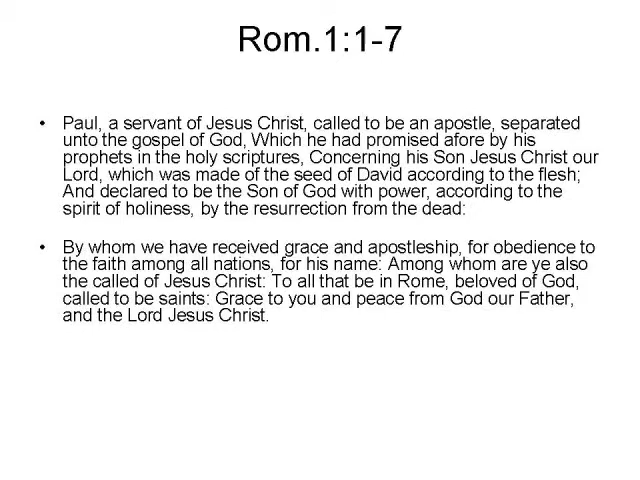 Rom.1:1-7
• Paul, a servant of Jesus Christ, called to be an apostle, separated
unto the gospel of God, Which he had promised afore by his
prophets in the holy scriptures, Concerning his Son Jesus Christ our
Lord, which was made of the seed of David according to the flesh;
And declared to be the Son of God with power, according to the
spirit of holiness, by the resurrection from the dead:
• By whom we have received grace and apostleship, for obedience to
the faith among all nations, for his name: Among whom are ye also
the called of Jesus Christ: To all that be in Rome, beloved of God,
called to be saints: Grace to you and peace from God our Father,
and the Lord Jesus Christ.